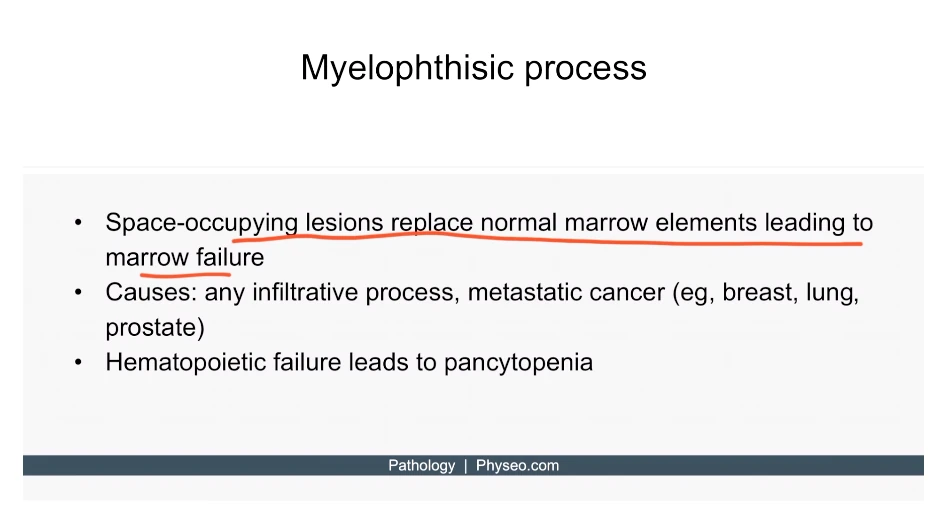 Myelophthisic process
• Space-occupying lesions replace normal marrow elements leading to
marrow failure
• Causes: any infiltrative process, metastatic cancer (eg, breast, lung,
prostate)
• Hematopoietic failure leads to pancytopenia
Pathology | Physeo.com